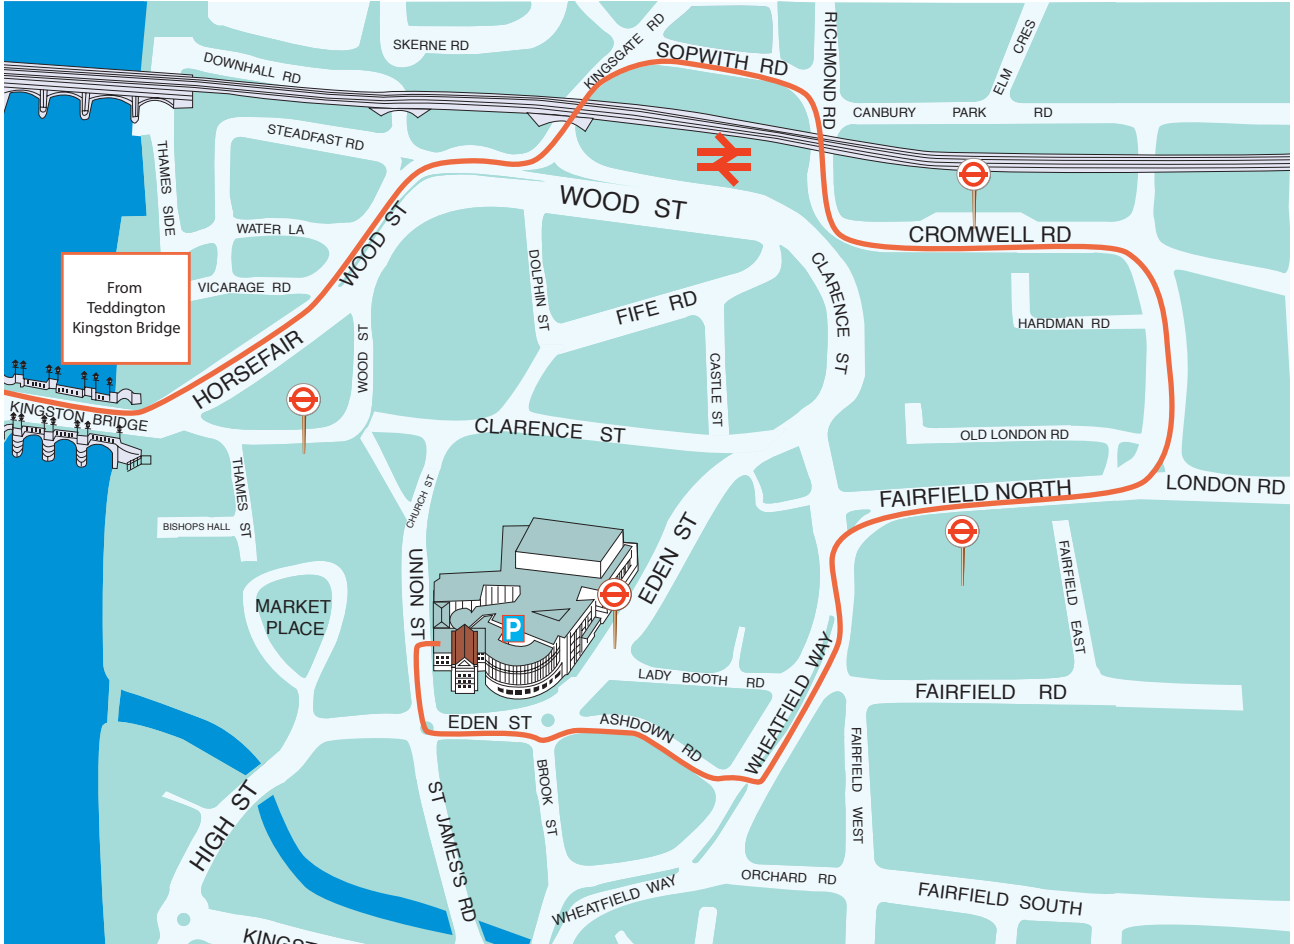 SKERNE RD
KINGSGATE RD
SOPWITH RD
RICHMOND RD
ELM CRES
DOWNHALL RD
CANBURY PARK RD
STEADFAST RD
THAMES SIDE
WOOD ST
WOOD ST
WATER LA
CROMWELL RD
DOLPHIN ST
CLARENCE ST
From
Teddington
Kingston Bridge
VICARAGE RD
FIFE RD
HARDMAN RD
HORSEFAIR
WOOD ST
CASTLE ST
KINGSTON BRIDGE
CLARENCE ST
OLD LONDON RD
THAMES ST
CHURCH ST
FAIRFIELD NORTH
LONDON RD
BISHOPS HALL
EDEN ST
UNION ST
FAIRFIELD EAST
MARKET
PLACE
P
LADY BOOTH RD
WHEATFIELD WAY
FAIRFIELD RD
EDEN ST
ASHDOWN RD
BROOK ST
FAIRFIELD WEST
HIGH ST
ST JAMES'S RD
WHEATFIELD WAY
ORCHARD RD
FAIRFIELD SOUTH